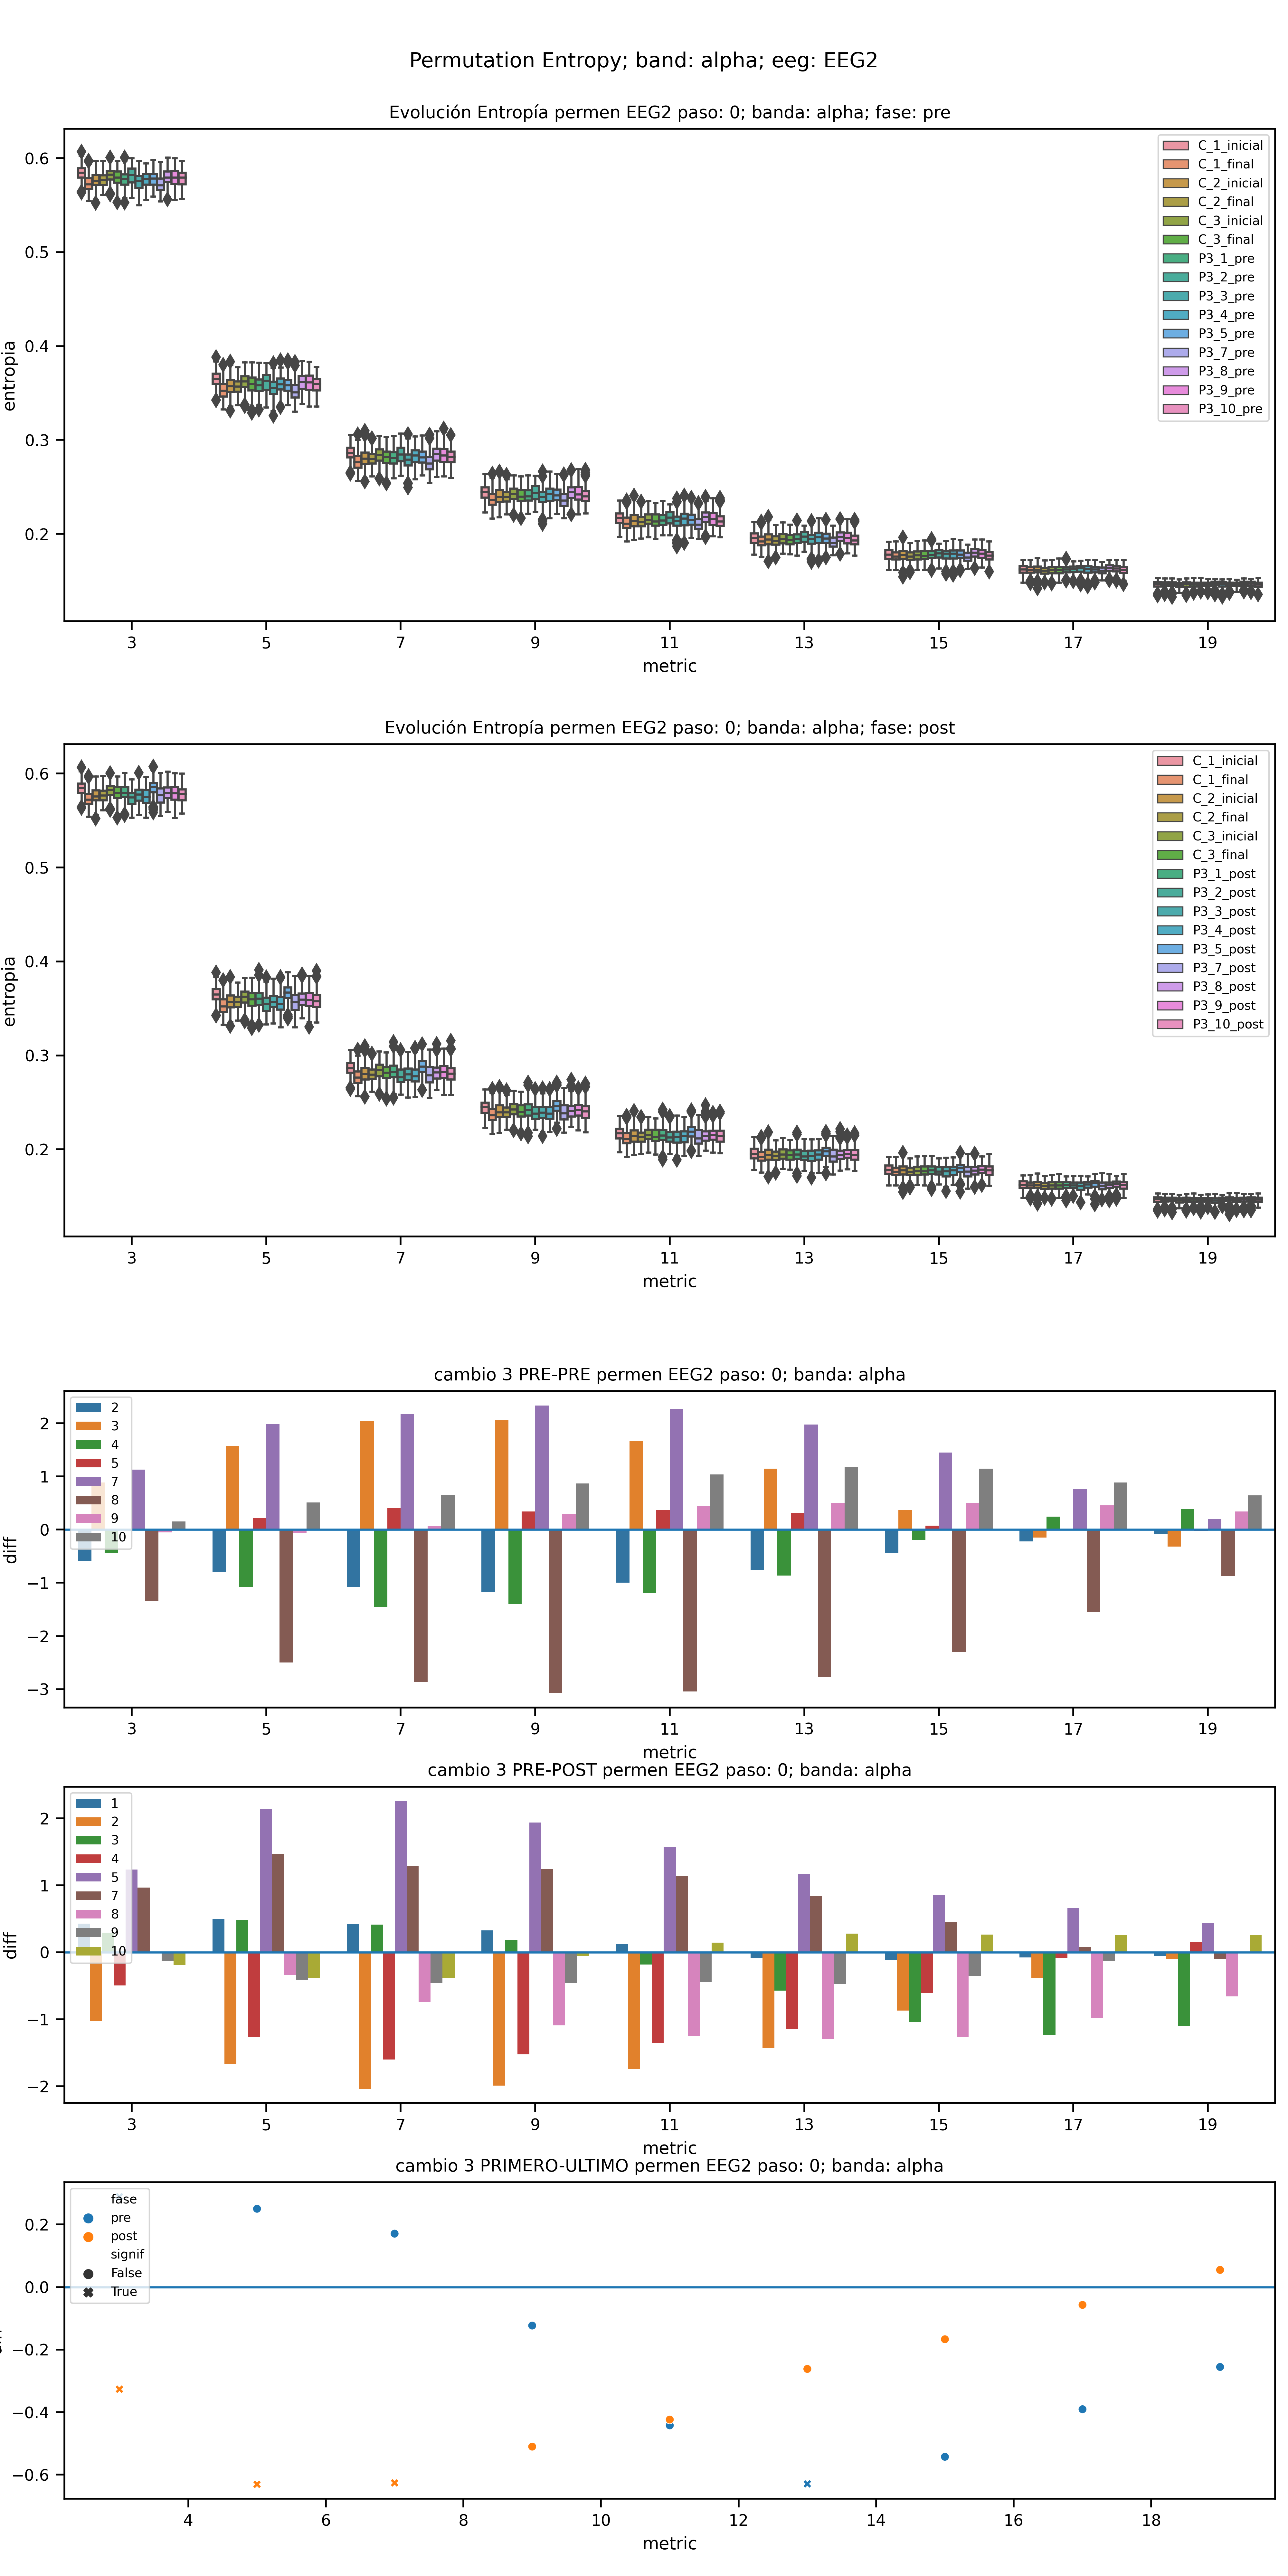 Permutation Entropy; band: alpha; eeg: EEG2
Evolución Entropía permen EEG2 paso: 0; banda: alpha; fase: pre
0.6
0.5
0.4
0.3
0.2
entropia
C_1_inicial
C_1_final
C_2_inicial
C_2_final
C_3_inicial
C_3_final
P3_1_pre
P3_2_pre
P3_3_pre
P3_4_pre
P3_5_pre
P3_7_pre
P3_8_pre
P3_9_pre
P3_10_pre
3 5 7 9 11 13 15 17 19
metric
Evolución Entropía permen EEG2 paso: 0; banda: alpha; fase: post
0.6
0.5
0.4
0.3
0.2
entropia
C_1_inicial
C_1_final
C_2_inicial
C_2_final
C_3_inicial
C_3_final
P3_1_post
P3_2_post
P3_3_post
P3_4_post
P3_5_post
P3_7_post
P3_8_post
P3_9_post
P3_10_post
3 5 7 9 11 13 15 17 19
metric
cambio 3 PRE-PRE permen EEG2 paso: 0; banda: alpha
2
1
0
−1
−2
−3
diff
2
3
4
5
7
8
9
10
3 5 7 9 11 13 15 17 19
metric
cambio 3 PRE-POST permen EEG2 paso: 0; banda: alpha
2
1
0
−1
−2
diff
1
2
3
4
5
7
8
9
10
3 5 7 9 11 13 15 17 19
metric
cambio 3 PRIMERO-ULTIMO permen EEG2 paso: 0; banda: alpha
0.2
0.0
−0.2
−0.4
−0.6
fase
pre
post
signif
False
True
4 6 8 10 12 14 16 18
metric